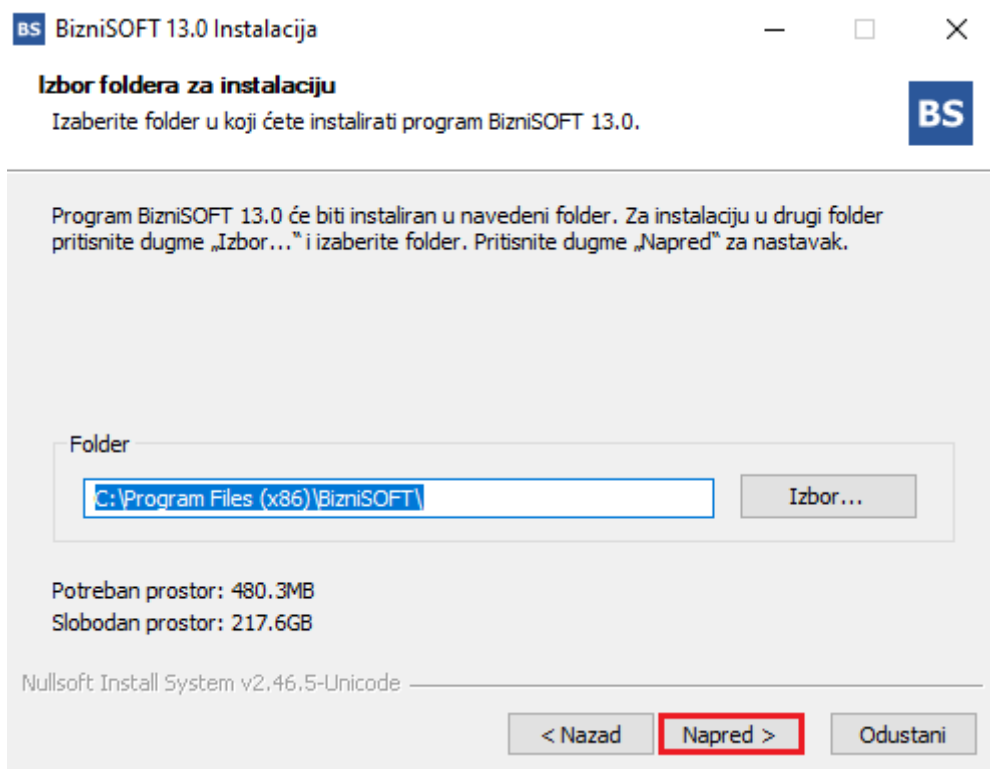 BS BizniSOFT 13.0 Instalacija
Izbor foldera za instalaciju
Izaberite folder u koji ćete instalirati program BizniSOFT 13.0.
BS
Program BizniSOFT 13.0 će biti instaliran u navedeni folder. Za instalaciju u drugi folder
pritisnite dugme „Izbor...“ i izaberite folder. Pritisnite dugme „Napred“ za nastavak.
Folder
C:\Program Files (x86)\BizniSOFT\
Izbor...
Potreban prostor: 480.3MB
Slobodan prostor: 217.6GB
Nullsoft Install System v2.46.5-Unicode
< Nazad
Napred >
Odustani